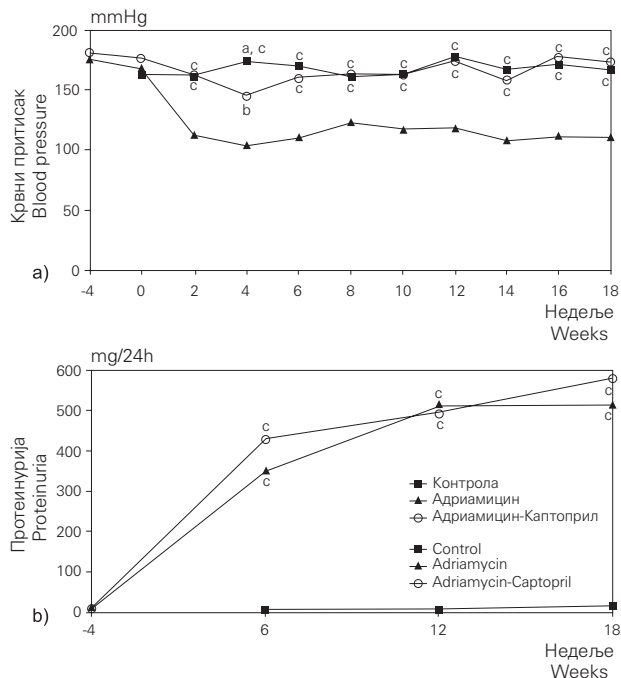 mmHg
200
150
100
50
0
Крвни притисак
Blood pressure
a, c
c
c
c
c
c
c
c
c
c
c
b
c
c
c
c
c
c
c
a)
-4 0 2 4 6 8 10 12 14 16 18
Недеље
Weeks
mg/24h
600
500
400
300
200
100
0
Протеинурија
Proteinuria
c
c
c
c
c
c
Контрола
Адриамицин
Адриамицин-Каптоприл
Control
Adriamycin
Adriamycin-Captopril
b)
-4 6 12 18
Недеље
Weeks